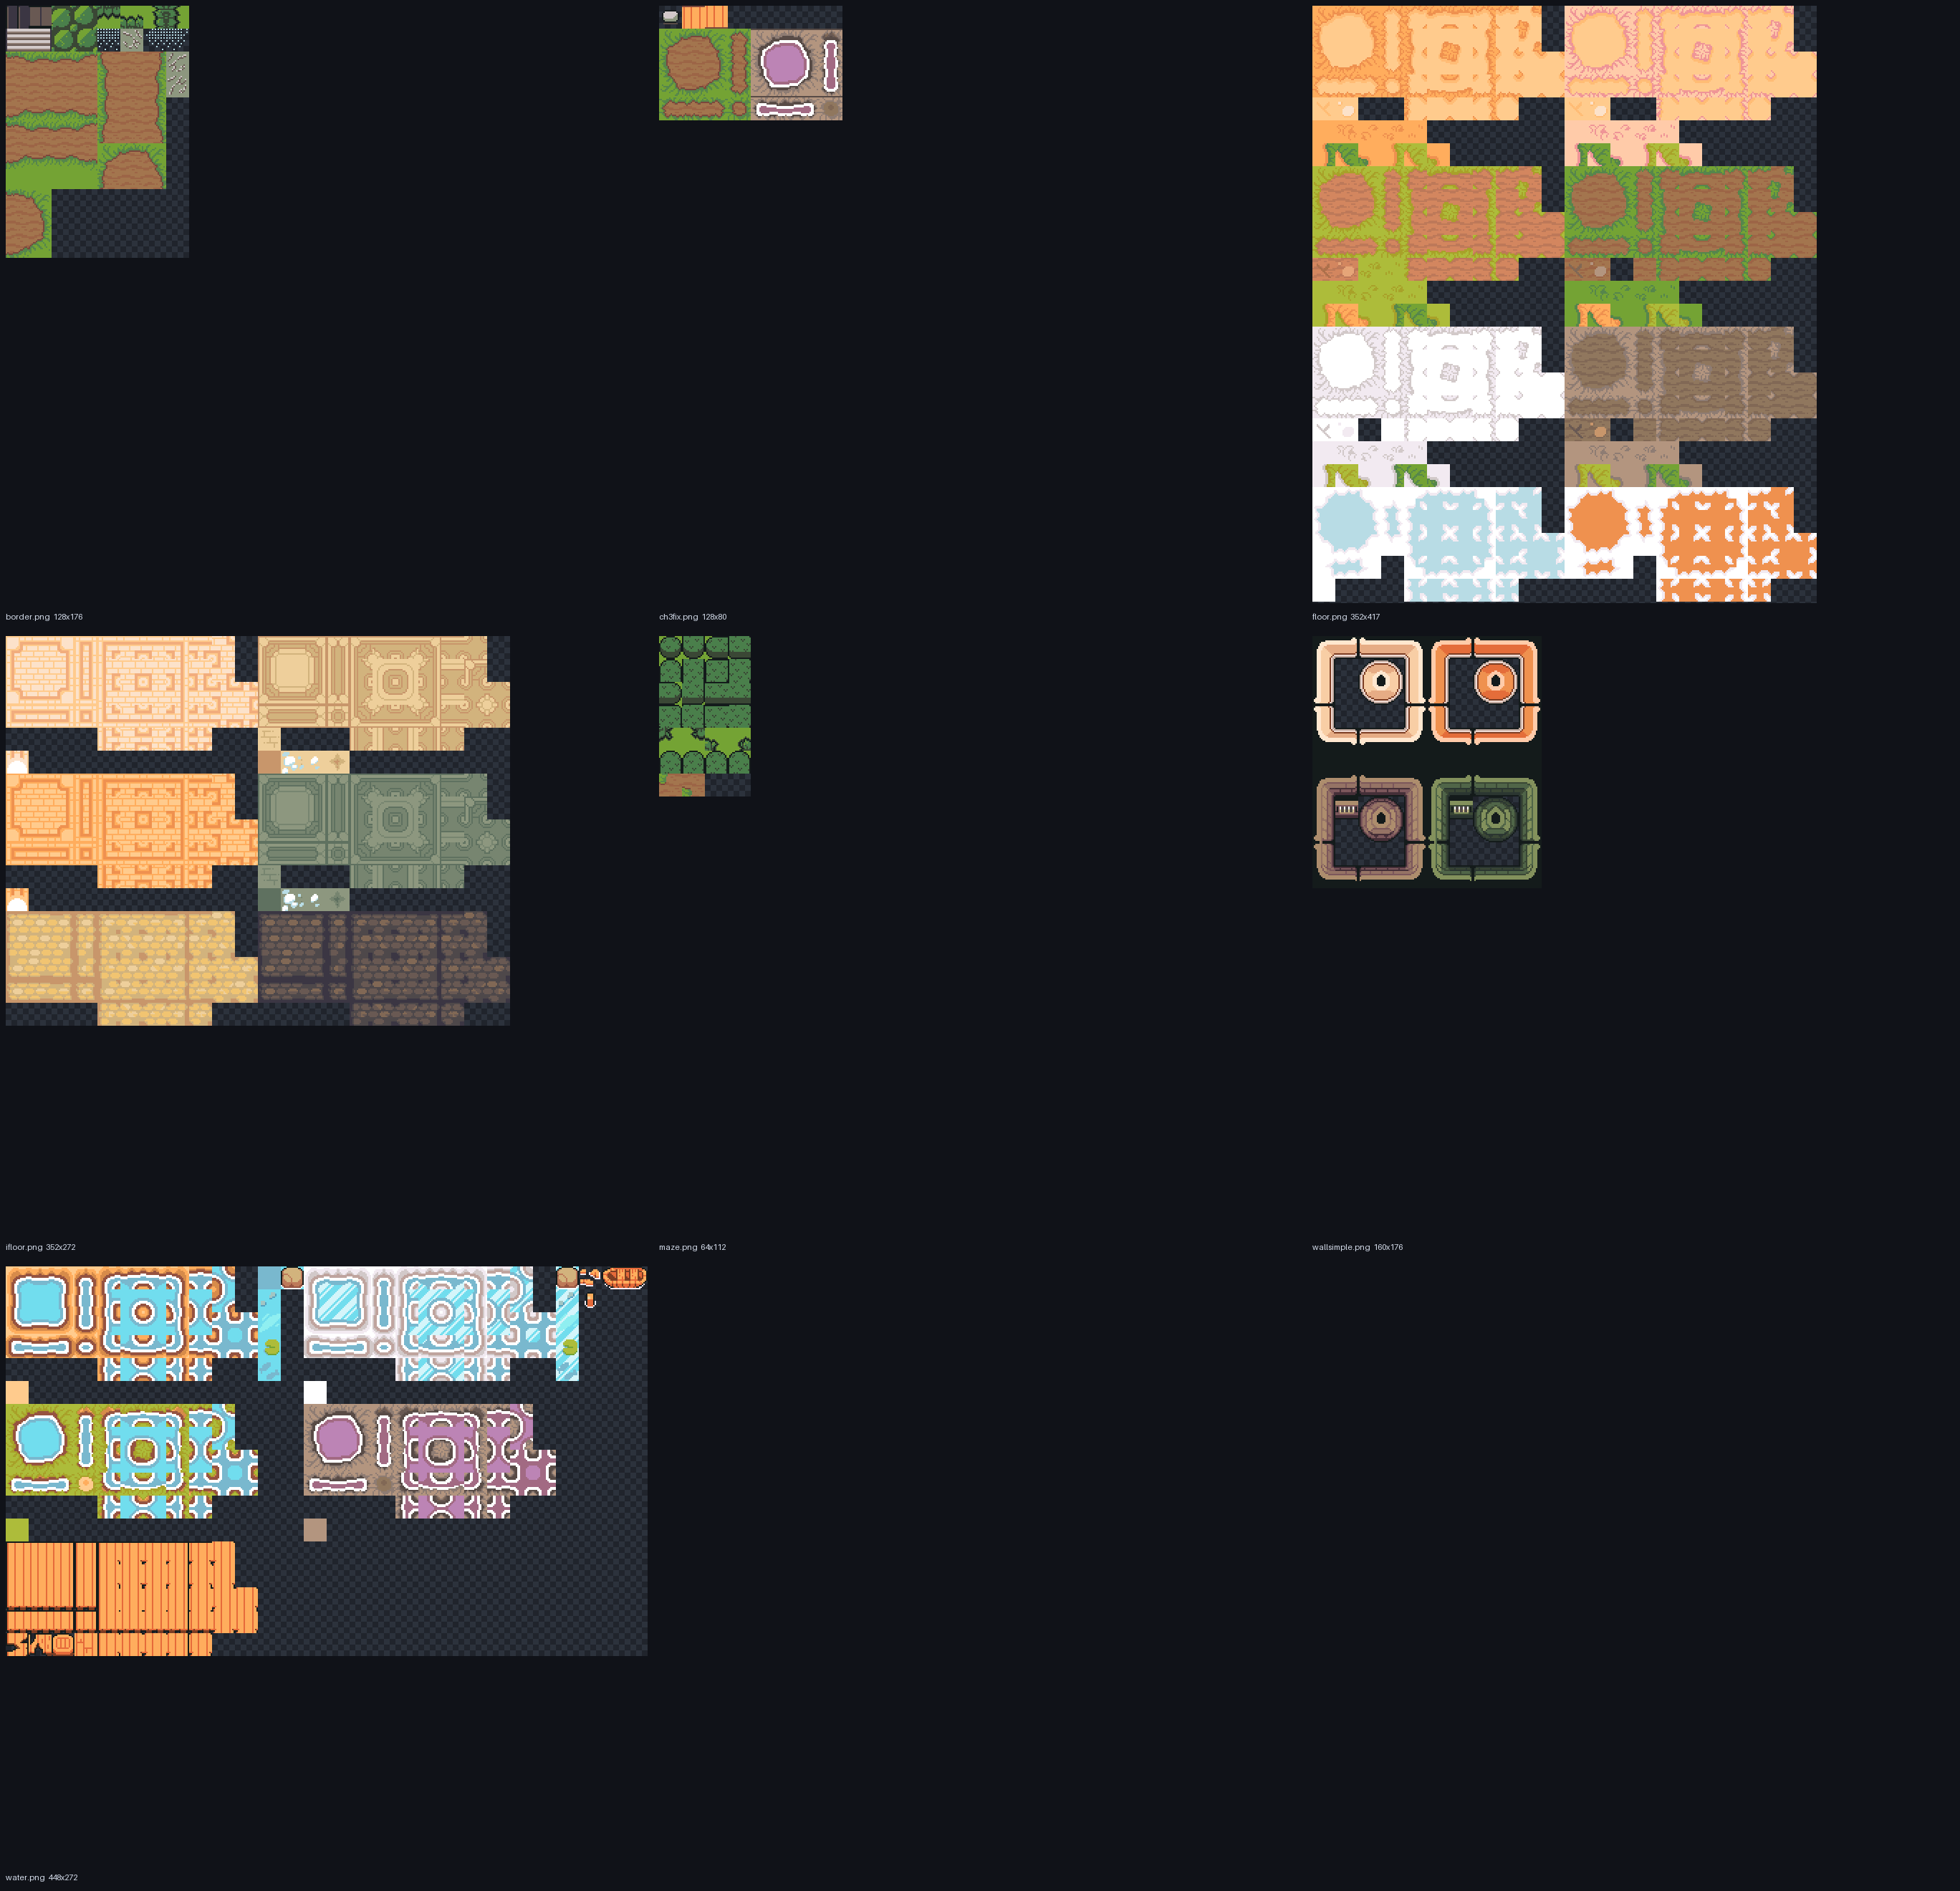 border.png 128x176
ch3fix.png 128x80
floor.png 352x417
ifloor.png 352x272
maze.png 64x112
wallsimple.png 160x176
water.png 448x272